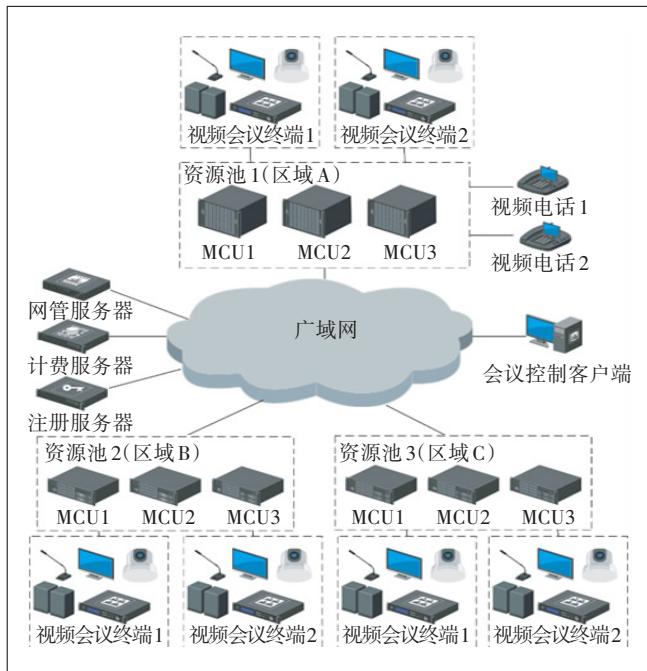 视频会议终端1 视频会议终端2
资源池1(区域A)
MCU1 MCU2 MCU3
视频电话1
视频电话2
网管服务器
计费服务器
注册服务器
广域网
会议控制客户端
资源池2(区域B) 资源池3(区域C)
MCU1 MCU2 MCU3 MCU1 MCU2 MCU3
视频会议终端1 视频会议终端2 视频会议终端1 视频会议终端2